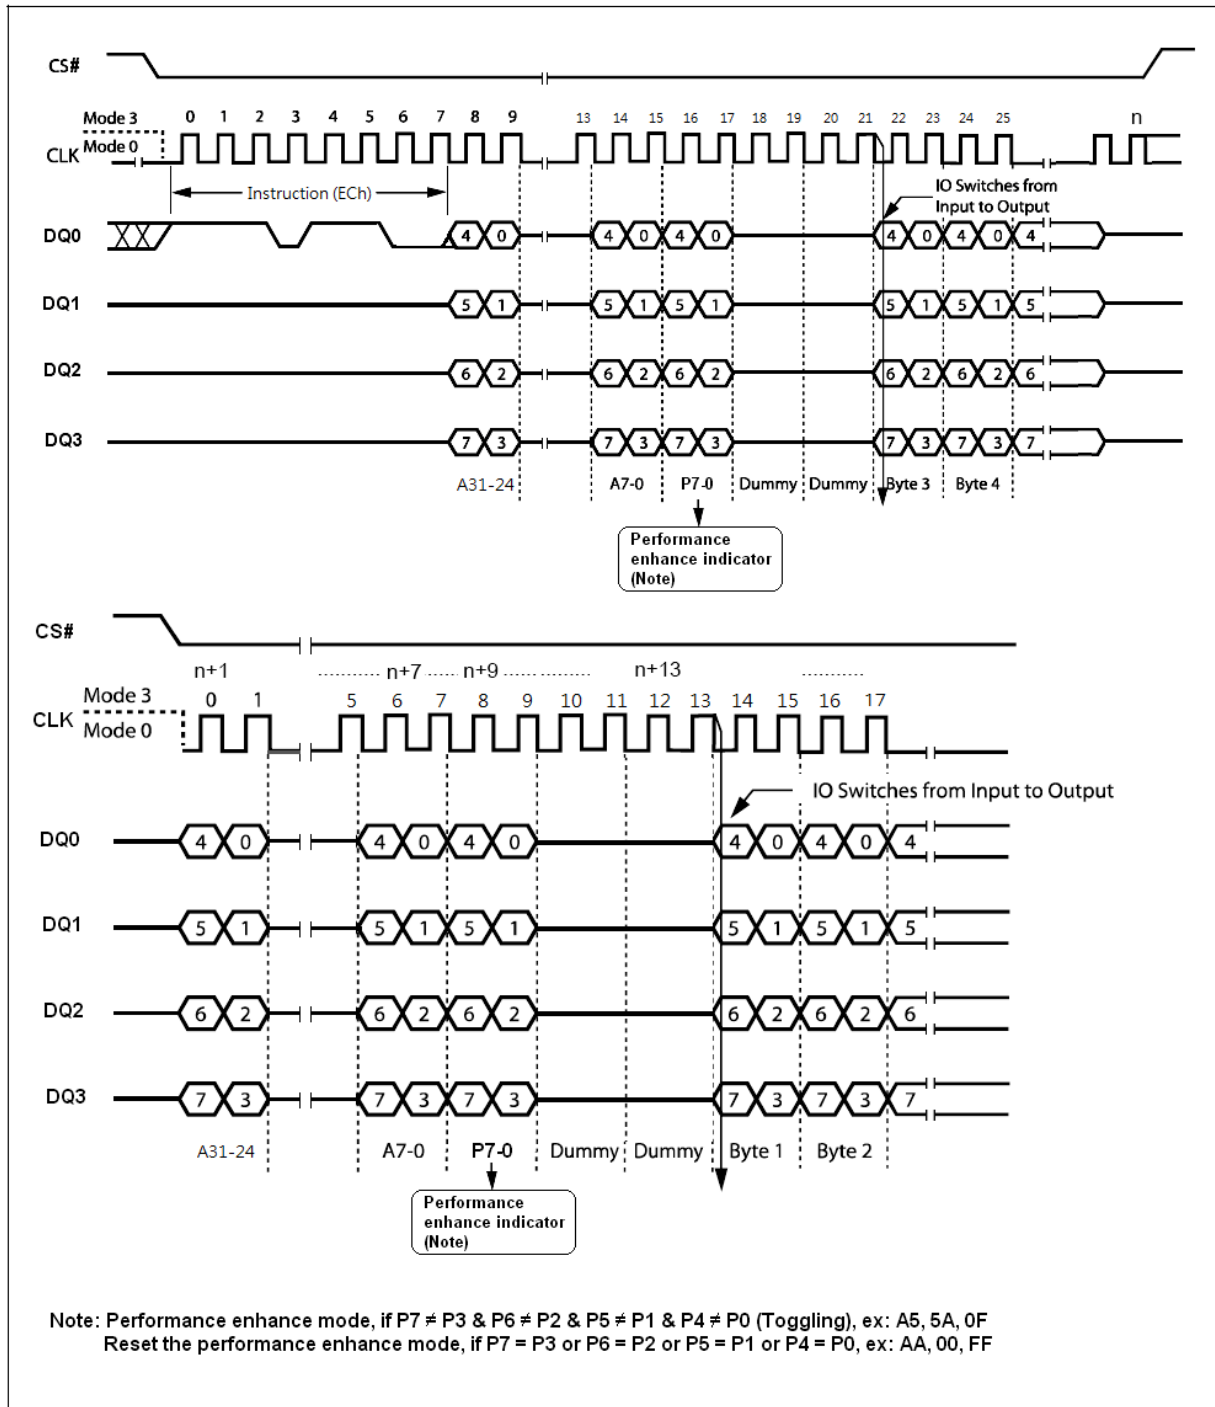 CS#
Mode 3
Mode 0
CLK
0 1 2 3 4 5 6 7 8 9 13 14 15 16 17 18 19 20 21 22 23 24 25 n
Instruction (ECh)
IO Switches from
Input to Output
DQ0 4 0 4 0 4 0 4 0 4 0 4
DQ1 5 1 5 1 5 1 5 1 5 1 5
DQ2 6 2 6 2 6 2 6 2 6 2 6
DQ3 7 3 7 3 7 3 7 3 7 3 7
A31-24 A7-0 P7-0 Dummy Dummy Byte 3 Byte 4
Performance
enhance indicator
(Note)
CS#
n+1 n+7 n+9 n+13
Mode 3
0 1 5 6 7 8 9 10 11 12 13 14 15 16 17
CLK
Mode 0
IO Switches from Input to Output
DQ0 4 0 4 0 4 0 4 0 4 0 4
DQ1 5 1 5 1 5 1 5 1 5 1 5
DQ2 6 2 6 2 6 2 6 2 6 2 6
DQ3 7 3 7 3 7 3 7 3 7 3 7
A31-24 A7-0 P7-0 Dummy Dummy Byte 1 Byte 2
Performance
enhance indicator
(Note)
Note: Performance enhance mode, if P7 ≠ P3 & P6 ≠ P2 & P5 ≠ P1 & P4 ≠ P0 (Toggling), ex: A5, 5A, 0F
Reset the performance enhance mode, if P7 = P3 or P6 = P2 or P5 = P1 or P4 = P0, ex: AA, 00, FF